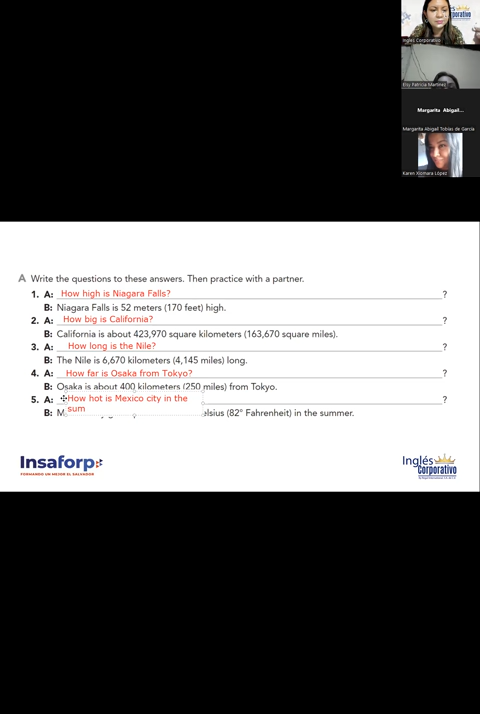 Inglés Corporativo
Inglés Corporativo
Elsy Patricia Martínez
Margarita Abigail...
Margarita Abigail Tobías de García
Karen Xiomara López
A Write the questions to these answers. Then practice with a partner.
1. A: How high is Niagara Falls? ?
B: Niagara Falls is 52 meters (170 feet) high.
2. A: How big is California? ?
B: California is about 423,970 square kilometers (163,670 square miles).
3. A: How long is the Nile? ?
B: The Nile is 6,670 kilometers (4,145 miles) long.
4. A: How far is Osaka from Tokyo? ?
B: Osaka is about 400 kilometers (250 miles) from Tokyo.
5. A: How hot is Mexico city in the ?
sum
B: M elsius (82° Fahrenheit) in the summer.
Insaforp
FORMANDO UN MEJOR EL SALVADOR
Inglés
Corporativo